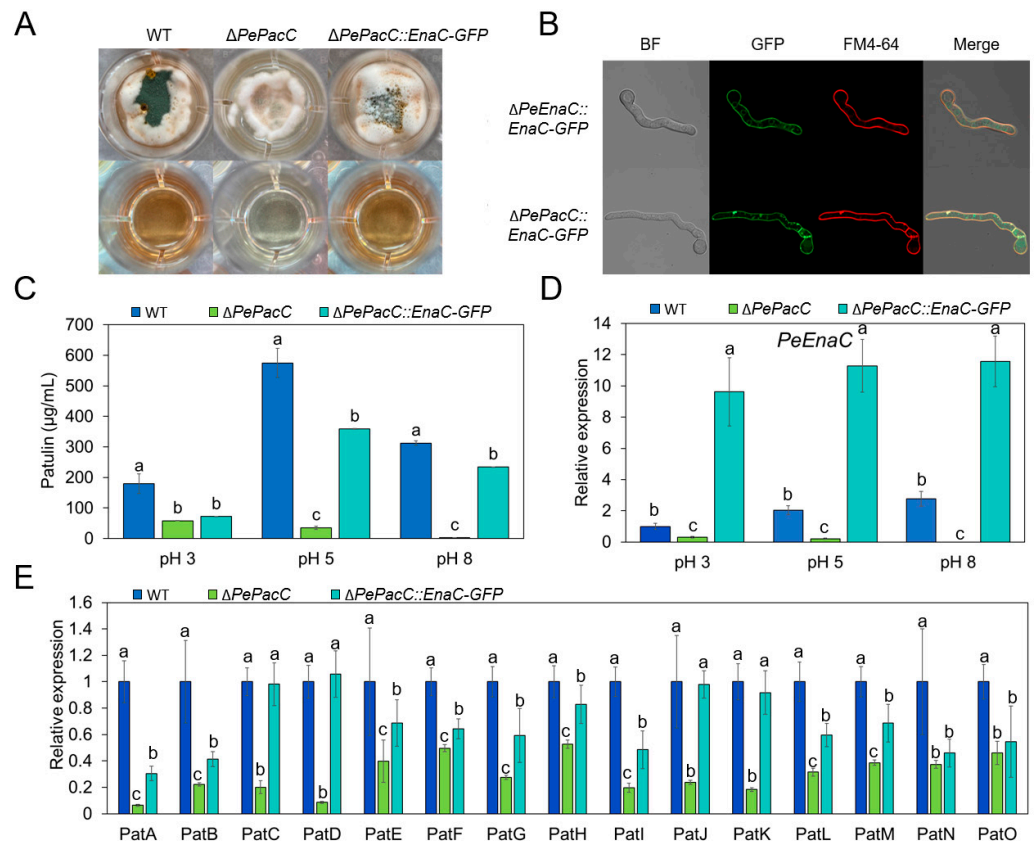 A
WT
ΔPePacC
ΔPePacC::EnaC-GFP
B
BF
GFP
FM4-64
Merge
ΔPeEnaC::
EnaC-GFP
ΔPePacC::
EnaC-GFP
C
WT
ΔPePacC
ΔPePacC::EnaC-GFP
Patulin (μg/mL)
700
600
500
400
300
200
100
0
a
b
b
a
c
b
a
c
b
pH 3
pH 5
pH 8
D
WT
ΔPePacC
ΔPePacC::EnaC-GFP
PeEnaC
Relative expression
14
12
10
8
6
4
2
0
b
c
a
b
c
a
b
c
a
pH 3
pH 5
pH 8
E
WT
ΔPePacC
ΔPePacC::EnaC-GFP
Relative expression
1.6
1.4
1.2
1
0.8
0.6
0.4
0.2
0
a
c
b
a
c
b
a
b
a
a
b
a
a
c
b
a
c
b
a
c
b
a
c
b
a
c
b
a
b
a
a
b
a
a
c
b
a
c
b
a
b
b
a
b
b
PatA
PatB
PatC
PatD
PatE
PatF
PatG
PatH
PatI
PatJ
PatK
PatL
PatM
PatN
PatO